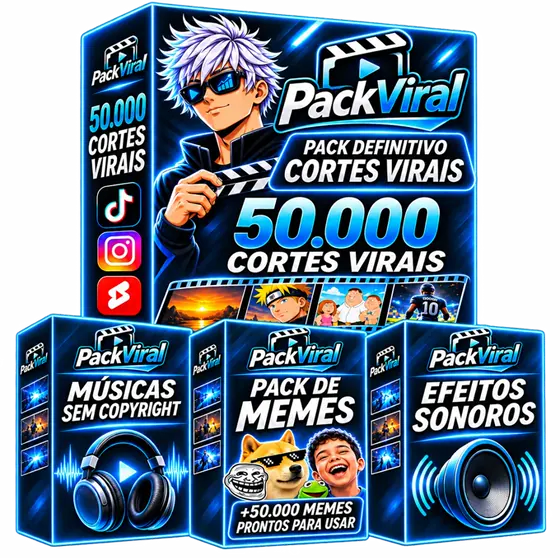 PackViral
50.000
CORTES
VIRAIS
PackViral
PACK DEFINITIVO
CORTES VIRAIS
50.000
CORTES VIRAIS
10
PackViral
MÚSICAS
SEM COPYRIGHT
PackViral
PACK DE
MEMES
+50.000 MEMES
PRONTOS PARA USAR
PackViral
EFEITOS
SONOROS